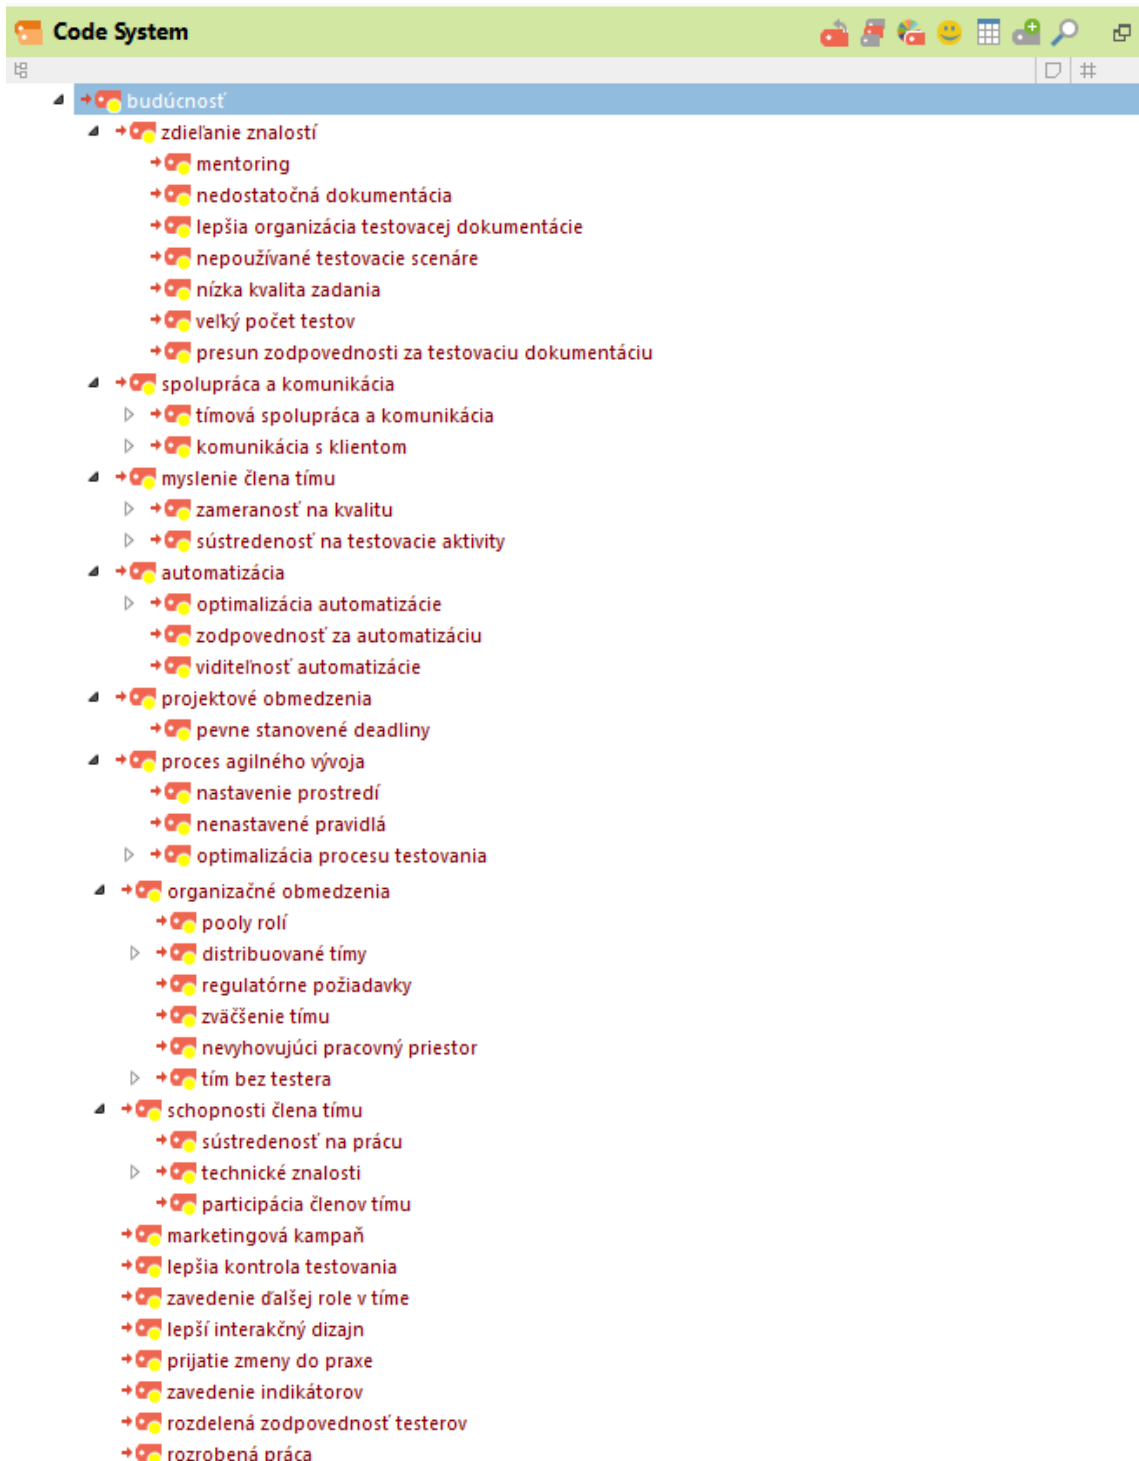 Code System
budúcnosť
zdieľanie znalostí
mentoring
nedostatočná dokumentácia
lepšia organizácia testovacej dokumentácie
nepoužívané testovacie scenáre
nízka kvalita zadania
veľký počet testov
presun zodpovednosti za testovaciu dokumentáciu
spolupráca a komunikácia
tímová spolupráca a komunikácia
komunikácia s klientom
myslenie člena tímu
zameranosť na kvalitu
sústredenosť na testovacie aktivity
automatizácia
optimalizácia automatizácie
zodpovednosť za automatizáciu
viditeľnosť automatizácie
projektové obmedzenia
pevne stanovené deadliny
proces agilného vývoja
nastavenie prostredí
nenastavené pravidlá
optimalizácia procesu testovania
organizačné obmedzenia
pooly rolí
distribuované tímy
regulatórne požiadavky
zväčšenie tímu
nevyhovujúci pracovný priestor
tím bez testera
schopnosti člena tímu
sústredenosť na prácu
technické znalosti
participácia členov tímu
marketingová kampaň
lepšia kontrola testovania
zavedenie ďalšej role v tíme
lepší interakčný dizajn
prijatie zmeny do praxe
zavedenie indikátorov
rozdelená zodpovednosť testerov
rozrobená práca